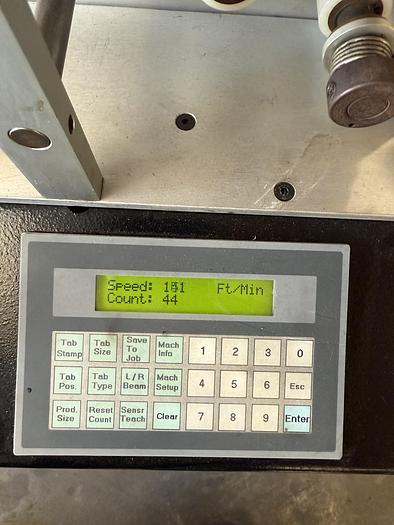 Speed: 151 Ft/Min
Count: 44
Tab Stamp Tab Size Save To Job Mach Info 1 2 3 0
Tab Pos. Tab Type L/R Beam Mach Setup 4 5 6 Esc
Prod. Size Reset Count Sensr Teach Clear 7 8 9 Enter